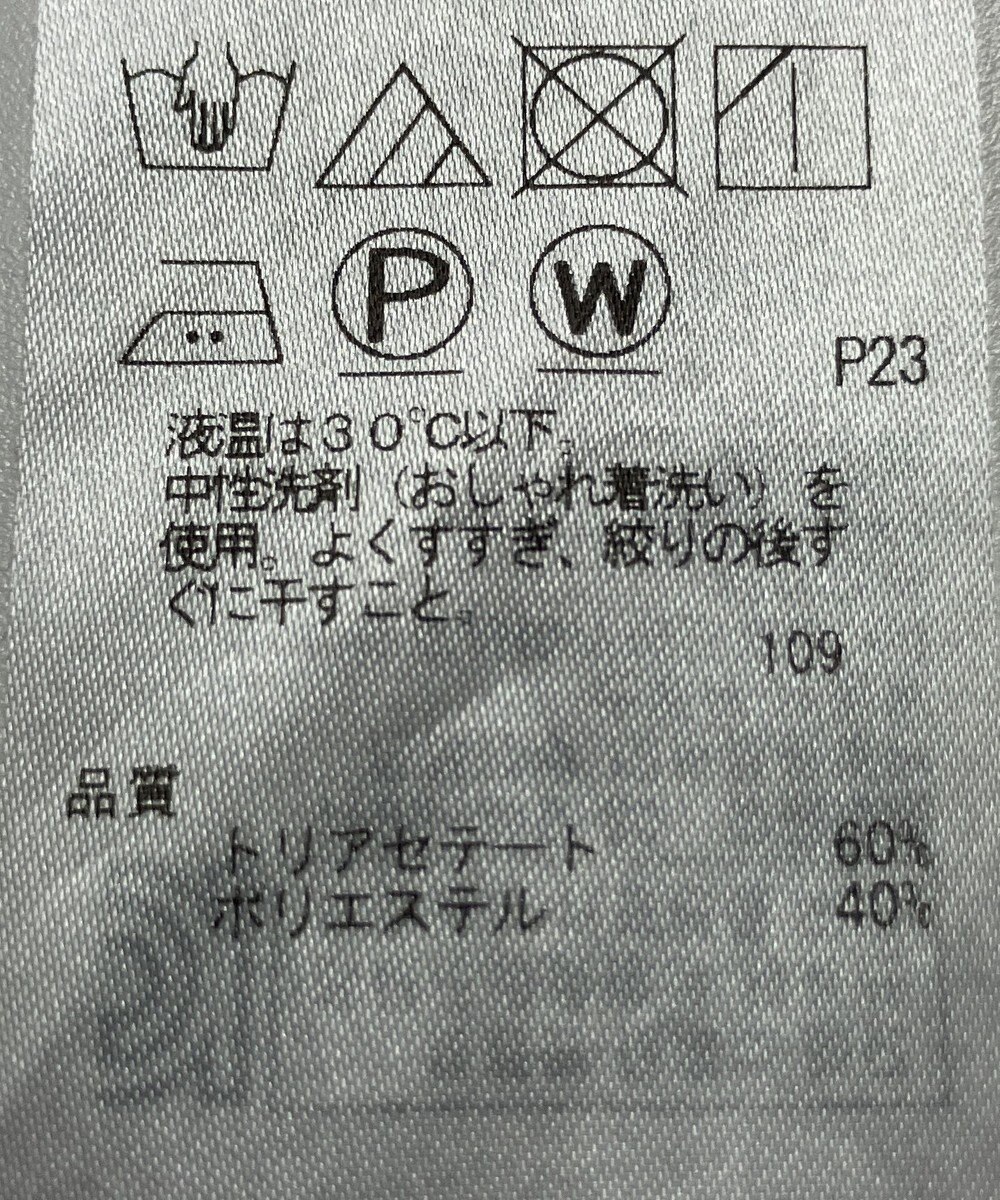 P
W
P23
液温は30℃以下。
中性洗剤（おしゃれ着洗い）を
使用。よくすすぎ、絞りの後す
ぐに干すこと。
109
品質
トリアセテート 60%
ポリエステル 40%